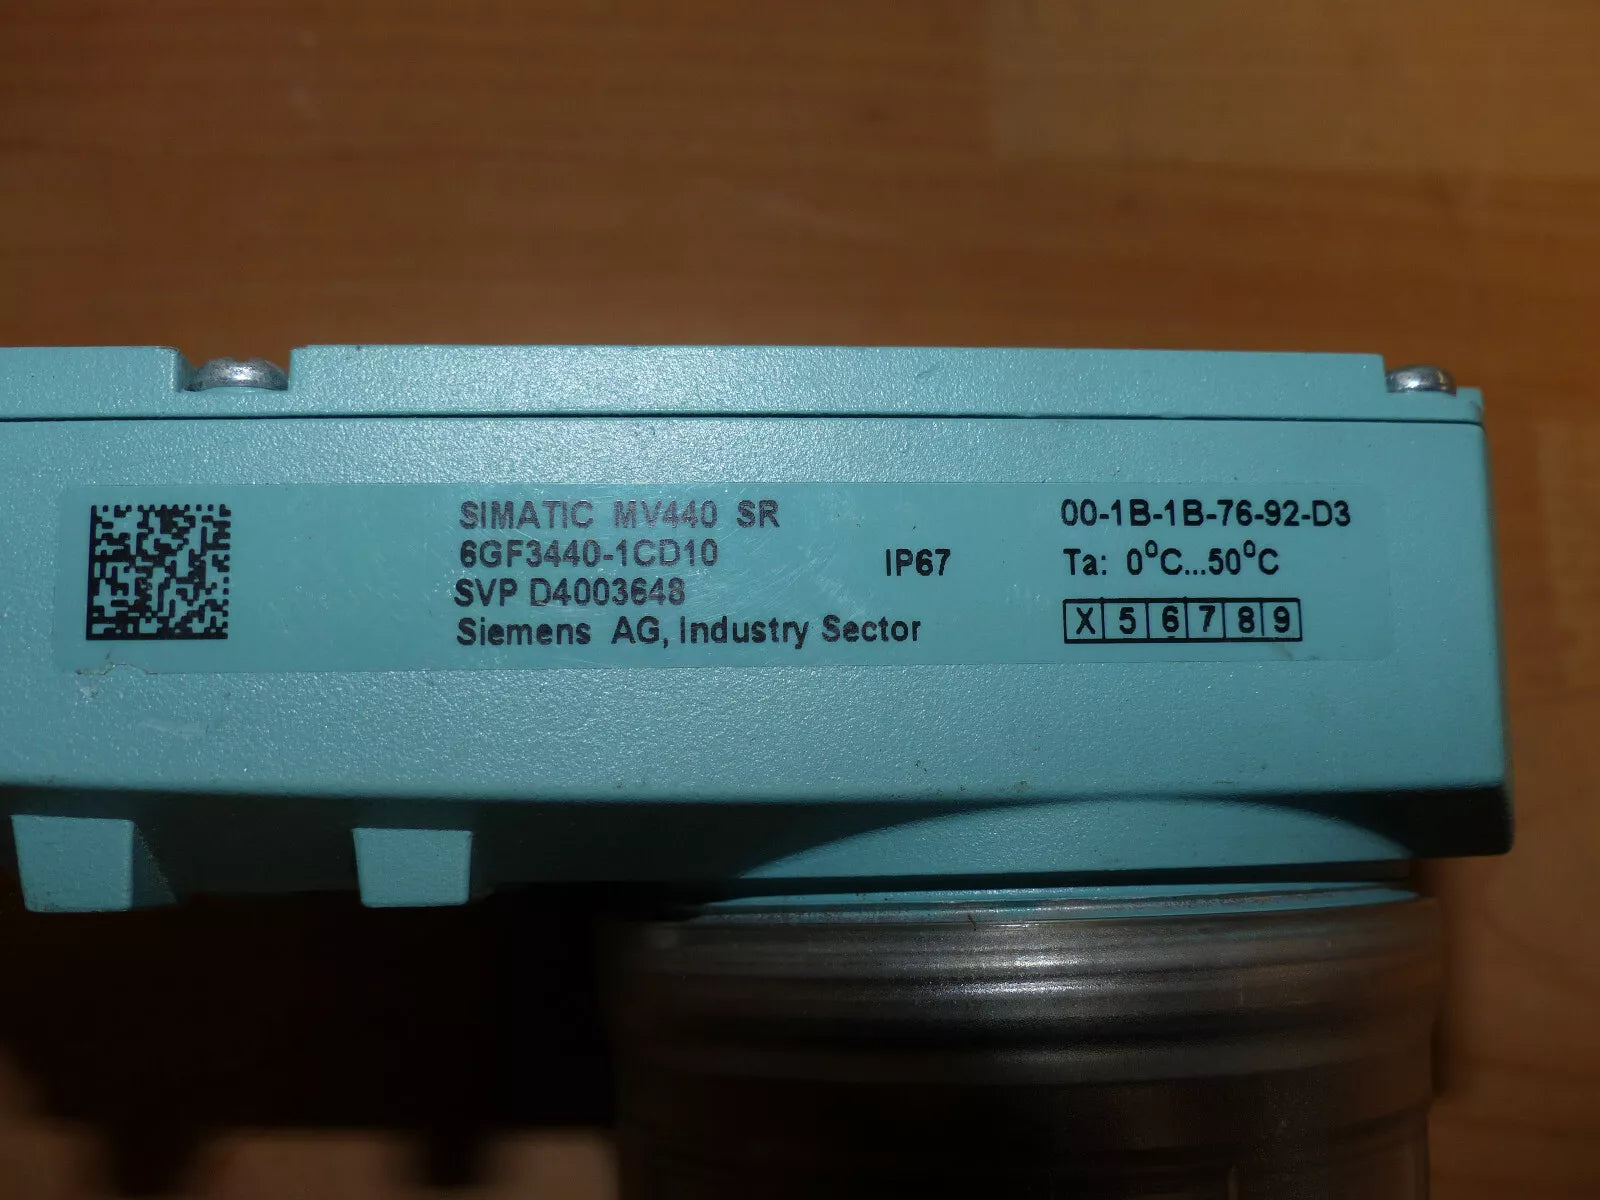 SIMATIC MV440 SR
6GF3440-1CD10
SVP D4003648
Siemens AG, Industry Sector
IP67
00-1B-1B-76-92-D3
Ta: 0°C...50°C
X 5 6 7 8 9